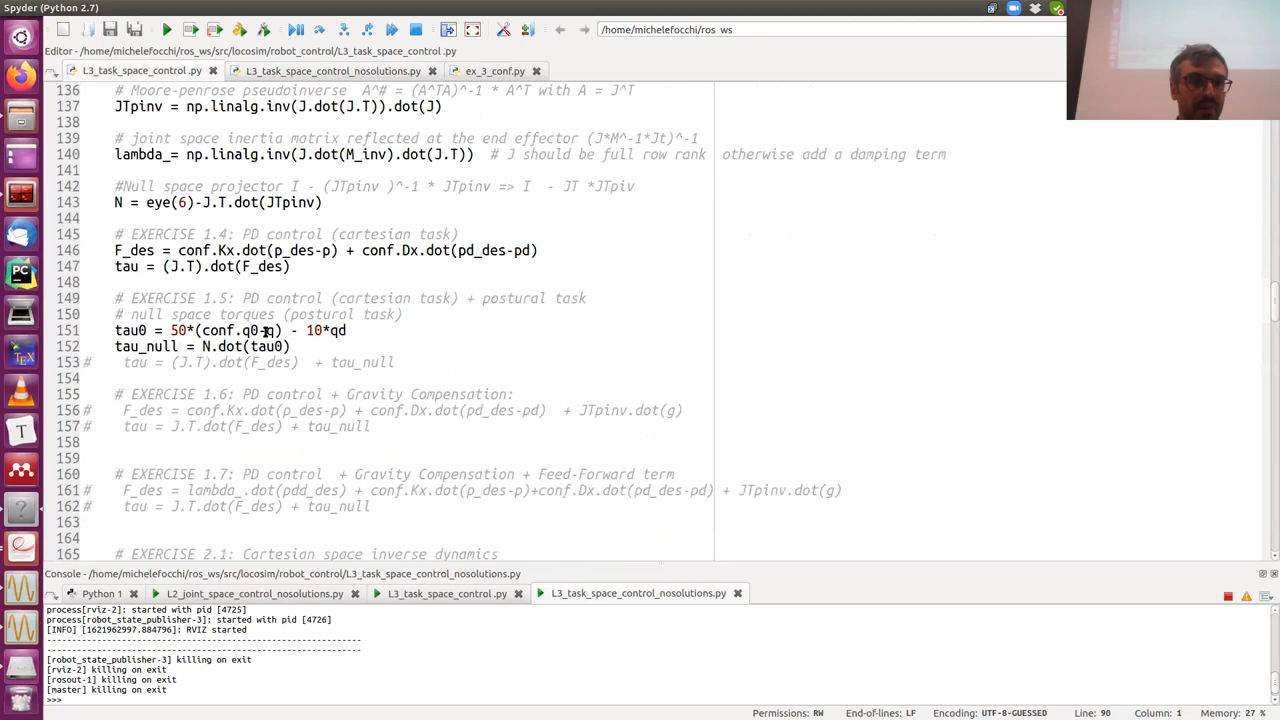 Spyder (Python 2.7)
/home/michelefocchi/ros_ws
Editor - /home/michelefocchi/ros_ws/src/locosim/robot_control/L3_task_space_control .py
L3_task_space_control .py
L3_task_space_control_nosolutions.py
ex_3_conf.py
136 # Moore-penrose pseudoinverse A^# = (A^TA)^-1 * A^T with A = J^T
137 JTpinv = np.linalg.inv(J.dot(J.T)).dot(J)
138
139 # joint space inertia matrix reflected at the end effector (J*M^-1*Jt)^-1
140 lambda_= np.linalg.inv(J.dot(M_inv).dot(J.T)) # J should be full row rank otherwise add a damping term
141
142 #Null space projector I - (JTpinv )^-1 * JTpinv => I - JT *JTpiv
143 N = eye(6)-J.T.dot(JTpinv)
144
145 # EXERCISE 1.4: PD control (cartesian task)
146 F_des = conf.Kx.dot(p_des-p) + conf.Dx.dot(pd_des-pd)
147 tau = (J.T).dot(F_des)
148
149 # EXERCISE 1.5: PD control (cartesian task) + postural task
150 # null space torques (postural task)
151 tau0 = 50*(conf.q0-q) - 10*qd
152 tau_null = N.dot(tau0)
153 # tau = (J.T).dot(F_des) + tau_null
154
155 # EXERCISE 1.6: PD control + Gravity Compensation:
156 # F_des = conf.Kx.dot(p_des-p) + conf.Dx.dot(pd_des-pd) + JTpinv.dot(g)
157 # tau = J.T.dot(F_des) + tau_null
158
159
160 # EXERCISE 1.7: PD control + Gravity Compensation + Feed-Forward term
161 # F_des = lambda_.dot(pdd_des) + conf.Kx.dot(p_des-p)+conf.Dx.dot(pd_des-pd) + JTpinv.dot(g)
162 # tau = J.T.dot(F_des) + tau_null
163
164
165 # EXERCISE 2.1: Cartesian space inverse dynamics
Console - /home/michelefocchi/ros_ws/src/locosim/robot_control/L3_task_space_control_nosolutions.py
Python 1
L2_joint_space_control_nosolutions.py
L3_task_space_control .py
L3_task_space_control_nosolutions.py
process[rviz-2]: started with pid [4725]
process[robot_state_publisher-3]: started with pid [4726]
[INFO] [1621962997.884796]: RVIZ started
---------------------------------------------------------------
---------------------------------------------------------------
[robot_state_publisher-3] killing on exit
[rviz-2] killing on exit
[rosout-1] killing on exit
[master] killing on exit
>>>
Permissions: RW End-of-lines: LF Encoding: UTF-8-GUESSED Line: 90 Column: 1 Memory: 27 %